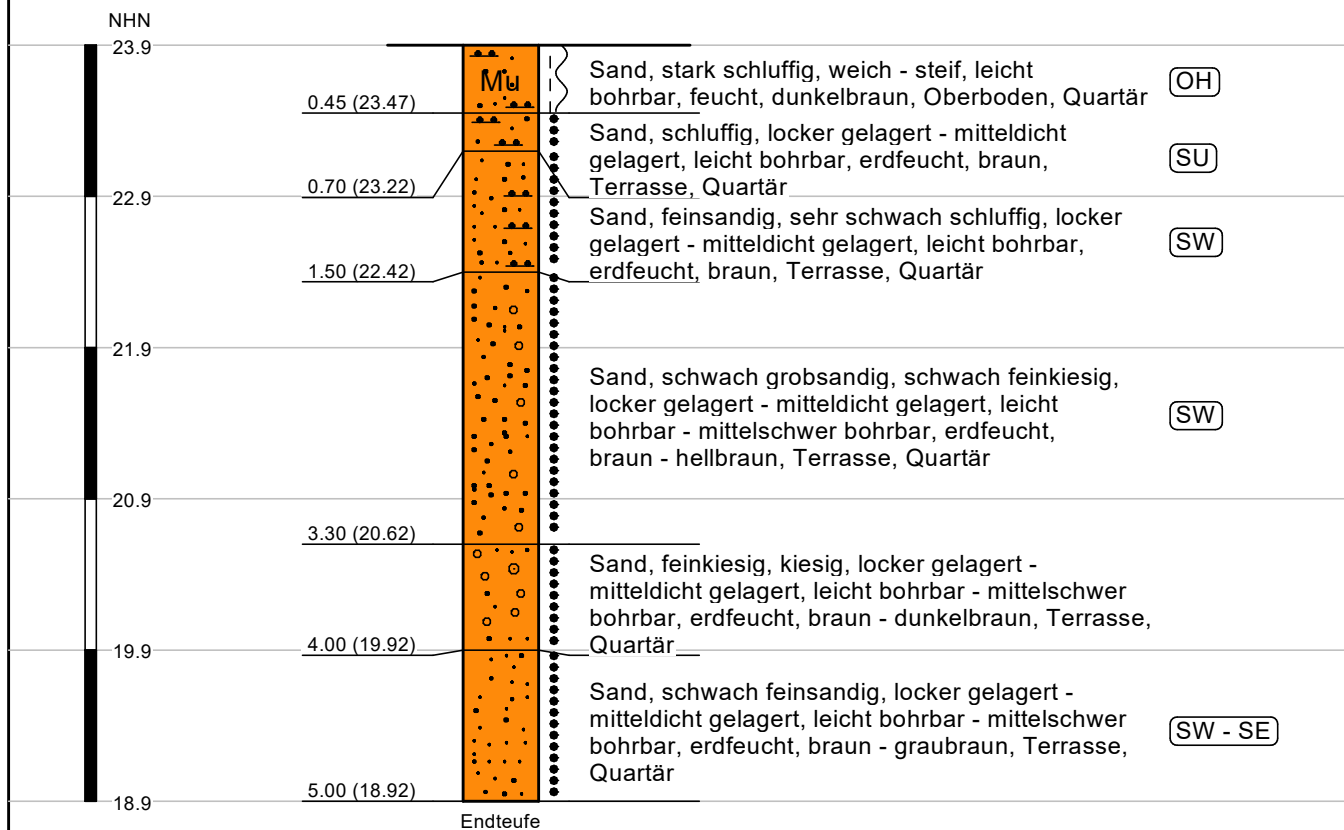 NHN
23.9
Mu
Sand, stark schluffig, weich - steif, leicht
bohrbar, feucht, dunkelbraun, Oberboden, Quartär
OH
0.45 (23.47)
Sand, schluffig, locker gelagert - mitteldicht
gelagert, leicht bohrbar, erdfeucht, braun,
Terrasse, Quartär
SU
0.70 (23.22)
22.9
Sand, feinsandig, sehr schwach schluffig, locker
gelagert - mitteldicht gelagert, leicht bohrbar,
erdfeucht, braun, Terrasse, Quartär
SW
1.50 (22.42)
21.9
Sand, schwach grobsandig, schwach feinkiesig,
locker gelagert - mitteldicht gelagert, leicht
bohrbar - mittelschwer bohrbar, erdfeucht,
braun - hellbraun, Terrasse, Quartär
SW
20.9
3.30 (20.62)
Sand, feinkiesig, kiesig, locker gelagert -
mitteldicht gelagert, leicht bohrbar - mittelschwer
bohrbar, erdfeucht, braun - dunkelbraun, Terrasse,
Quartär
4.00 (19.92)
19.9
Sand, schwach feinsandig, locker gelagert -
mitteldicht gelagert, leicht bohrbar - mittelschwer
bohrbar, erdfeucht, braun - graubraun, Terrasse,
Quartär
SW - SE
5.00 (18.92)
18.9
Endteufe